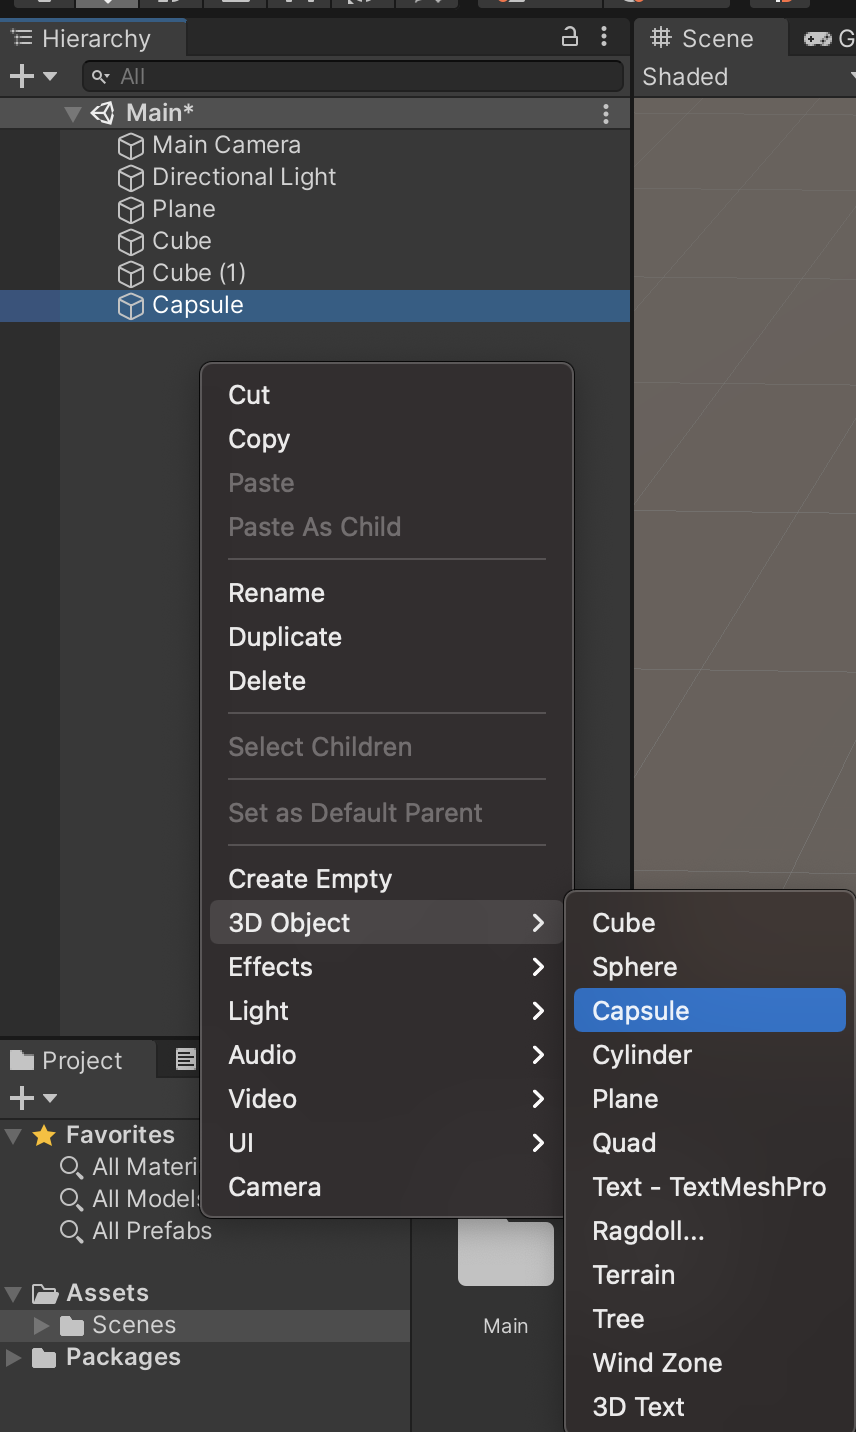 Hierarchy
Scene
G
All
Shaded
Main*
Main Camera
Directional Light
Plane
Cube
Cube (1)
Capsule
Cut
Copy
Paste
Paste As Child
Rename
Duplicate
Delete
Select Children
Set as Default Parent
Create Empty
3D Object
Effects
Light
Audio
Video
UI
Camera
Cube
Sphere
Capsule
Cylinder
Plane
Quad
Text - TextMeshPro
Ragdoll...
Terrain
Tree
Wind Zone
3D Text
Project
Favorites
All Materi
All Models
All Prefabs
Assets
Scenes
Packages
Main